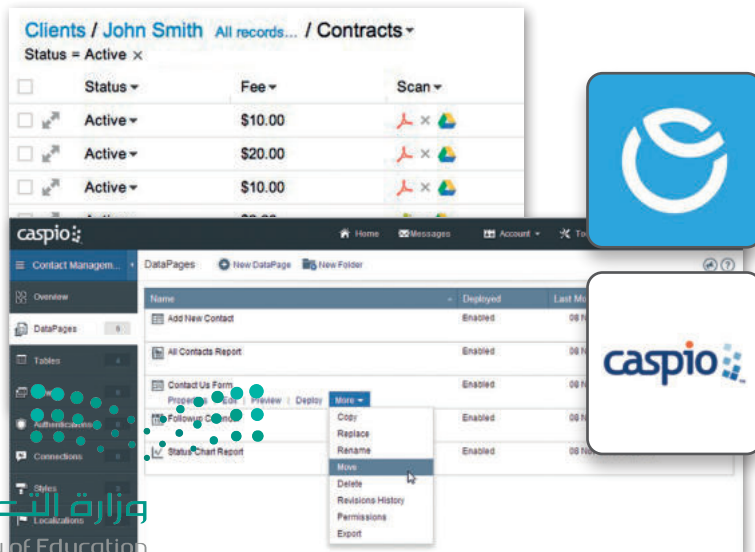 Clients / John Smith All records... / Contracts
Status = Active ×
Status Fee Scan
Active $10.00
Active $20.00
Active $10.00
caspio
Home Messages Account
Contact Managem... DataPages New DataPage New Folder
Overview
Name Deployed
Add New Contact Enabled
DataPages 6
All Contacts Report Enabled
Tables
Contact Us Form Enabled
Properties Edit | Preview | Deploy More
Copy
Authentications Enabled
Replace
Connections Rename
Status Chart Report Enabled
Move
Styles Delete
Revisions History
Localizations Permissions
Export
caspio
وزارة
of Education